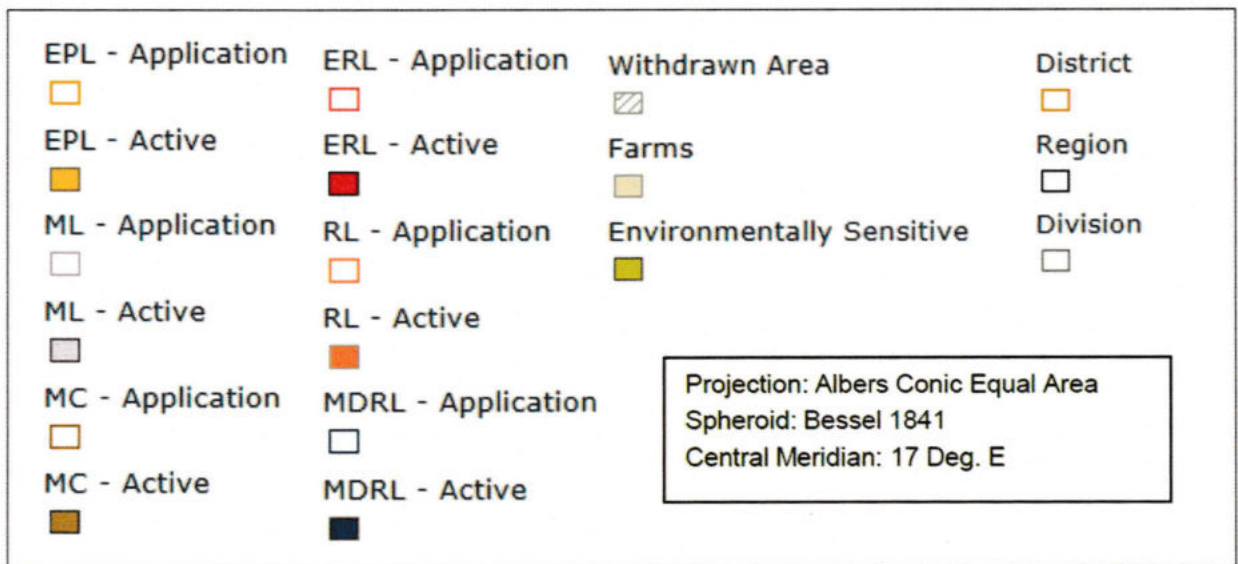 EPL - Application
EPL - Active
ML - Application
ML - Active
MC - Application
MC - Active
ERL - Application
ERL - Active
RL - Application
RL - Active
MDRL - Application
MDRL - Active
Withdrawn Area
Farms
Environmentally Sensitive
District
Region
Division
Projection: Albers Conic Equal Area
Spheroid: Bessel 1841
Central Meridian: 17 Deg. E